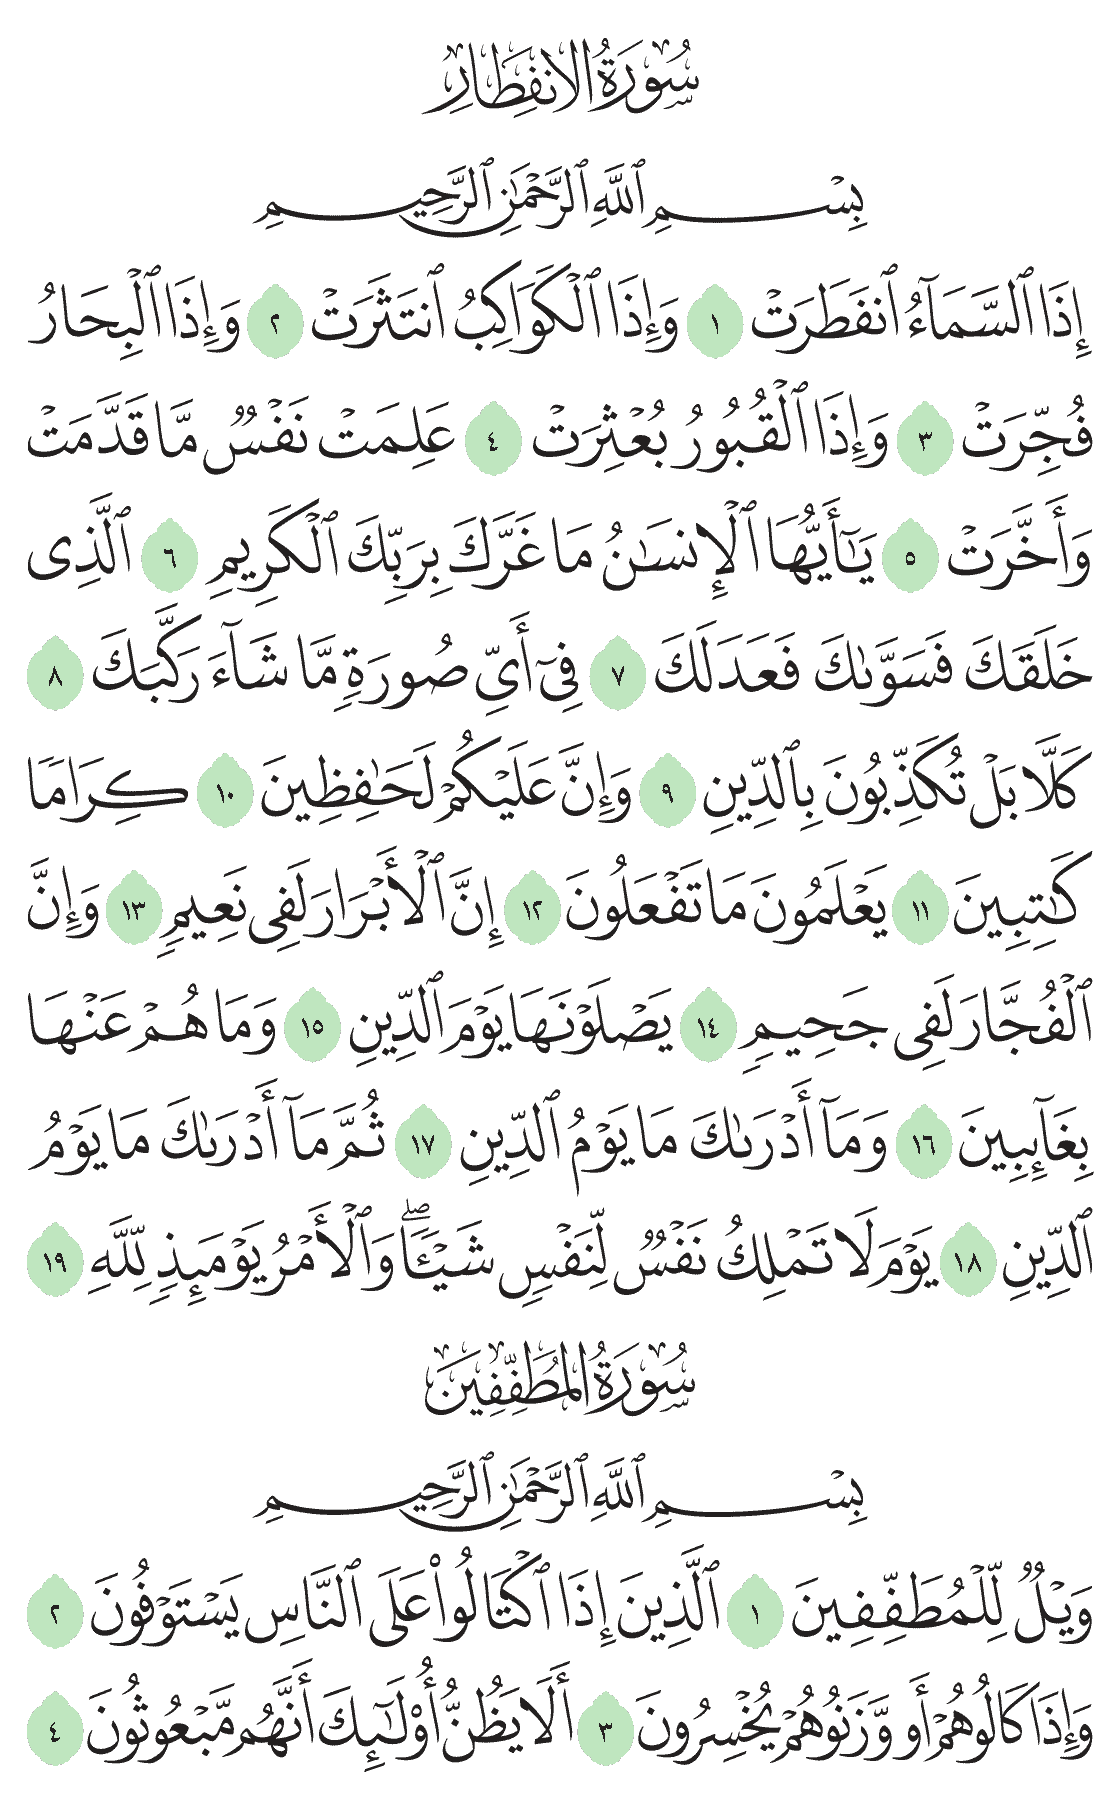 سُورَةُ الِانفِطَارِ
بِسْمِ ٱللَّهِ ٱلرَّحْمَٰنِ ٱلرَّحِيمِ
إِذَا ٱلسَّمَآءُ ٱنفَطَرَتْ ١ وَإِذَا ٱلْكَوَاكِبُ ٱنتَثَرَتْ ٢ وَإِذَا ٱلْبِحَارُ
فُجِّرَتْ ٣ وَإِذَا ٱلْقُبُورُ بُعْثِرَتْ ٤ عَلِمَتْ نَفْسٌ مَّا قَدَّمَتْ
وَأَخَّرَتْ ٥ يَـٰٓأَيُّهَا ٱلْإِنسَـٰنُ مَا غَرَّكَ بِرَبِّكَ ٱلْكَرِيمِ ٦ ٱلَّذِى
خَلَقَكَ فَسَوَّىٰكَ فَعَدَلَكَ ٧ فِىٓ أَىِّ صُورَةٍ مَّا شَآءَ رَكَّبَكَ ٨
كَلَّا بَلْ تُكَذِّبُونَ بِٱلدِّينِ ٩ وَإِنَّ عَلَيْكُمْ لَحَـٰفِظِينَ ١٠ كِرَامًا
كَـٰتِبِينَ ١١ يَعْلَمُونَ مَا تَفْعَلُونَ ١٢ إِنَّ ٱلْأَبْرَارَ لَفِى نَعِيمٍ ١٣ وَإِنَّ
ٱلْفُجَّارَ لَفِى جَحِيمٍ ١٤ يَصْلَوْنَهَا يَوْمَ ٱلدِّينِ ١٥ وَمَا هُمْ عَنْهَا
بِغَآئِبِينَ ١٦ وَمَآ أَدْرَىٰكَ مَا يَوْمُ ٱلدِّينِ ١٧ ثُمَّ مَآ أَدْرَىٰكَ مَا يَوْمُ
ٱلدِّينِ ١٨ يَوْمَ لَا تَمْلِكُ نَفْسٌ لِّنَفْسٍ شَيْـًٔا ۖ وَٱلْأَمْرُ يَوْمَئِذٍ لِّلَّهِ ١٩
سُورَةُ المُطَفِّفِينَ
بِسْمِ ٱللَّهِ ٱلرَّحْمَٰنِ ٱلرَّحِيمِ
وَيْلٌ لِّلْمُطَفِّفِينَ ١ ٱلَّذِينَ إِذَا ٱكْتَالُوا۟ عَلَى ٱلنَّاسِ يَسْتَوْفُونَ ٢
وَإِذَا كَالُوهُمْ أَو وَّزَنُوهُمْ يُخْسِرُونَ ٣ أَلَا يَظُنُّ أُو۟لَـٰٓئِكَ أَنَّهُم مَّبْعُوثُونَ ٤